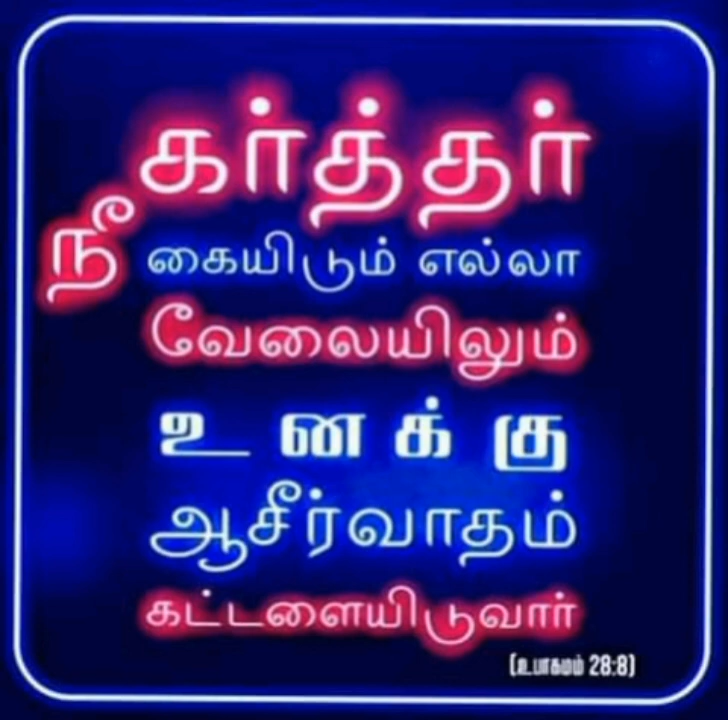 கர்த்தர்
நீ கையிடும் எல்லா
வேலையிலும்
உனக்கு
ஆசீர்வாதம்
கட்டளையிடுவார்
(உபாகமம் 28:8)